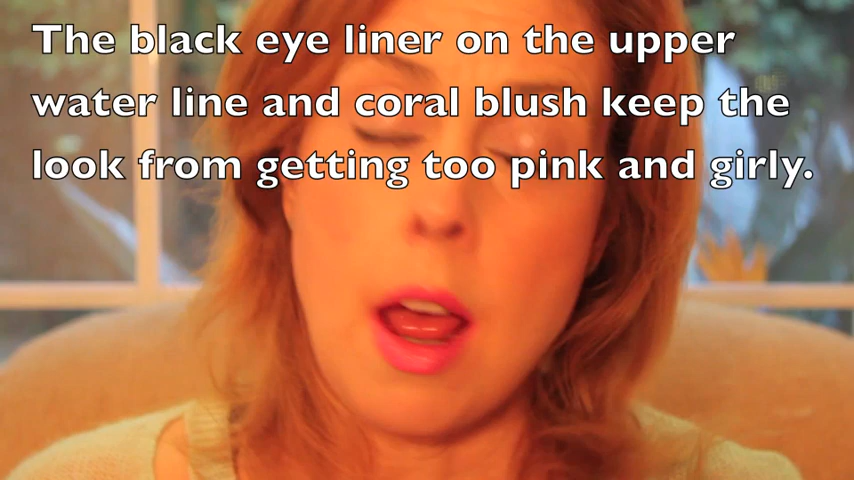 The black eye liner on the upper
water line and coral blush keep the
look from getting too pink and girly.